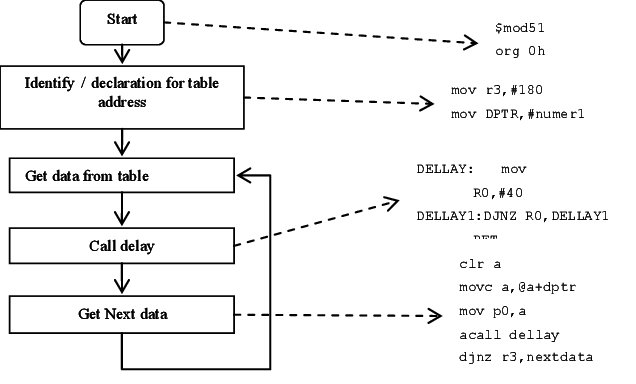 Start
$mod51
org 0h
Identify / declaration for table
address
mov r3,#180
mov DPTR,#numer1
Get data from table
DELLAY: mov
R0,#40
DELLAY1:DJNZ R0,DELLAY1
Call delay
clr a
movc a,@a+dptr
Get Next data
mov p0,a
acall dellay
djnz r3,nextdata